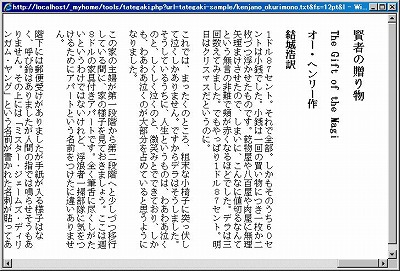 http://localhost/_myhome/tools/tategaki.php?url=tategaki-sample/kenjano_okurimono.txt&fs=12pt&l - Wi...
賢者の贈り物
The Gift of the Magi
オー・ヘンリー作
結城浩訳
1ドル87セント。それで全部。しかもそのうち60セ
ントは小銭でした。小銭は一回の買い物につき一枚か二
枚づつ浮かせたものです。乾物屋や八百屋や肉屋に無理
矢理まけさせたので、しまいに、こんなに値切るなんて
という無言の非難で頬が赤くなるほどでした。デラは三
回数えてみました。でもやっぱり1ドル87セント。明
日はクリスマスだというのに。
これでは、まったくのところ、粗末な小椅子に突っ伏し
て泣くしかありません。ですからデラはそうしました。
そしているうちに、人生というものは、わあわあ泣く
のと、しくしく泣くのと、微笑みとでできており、しか
も、しくしく泣くのが大部分を占めていると思うように
なりました。
この家の主婦が第一段階から第二段階へと少しづつ移行
している間に、家の様子を見ておきましょう。ここは週
8ドルの家具付きアパートです。全く筆舌に尽くしがた
いというわけではないけれど、浮浪者一掃部隊に気をつ
けるためにアパートという名前をつけたに違いありませ
階下には郵便受けがありましたが手紙が入る様子はな
く、呼び鈴はありましたが人間の指では鳴らせそうもあ
りません。その上には「ミスター・ジェームズ・ディリ
ンガム・ヤング」という名前が書かれた名刺が貼ってあ